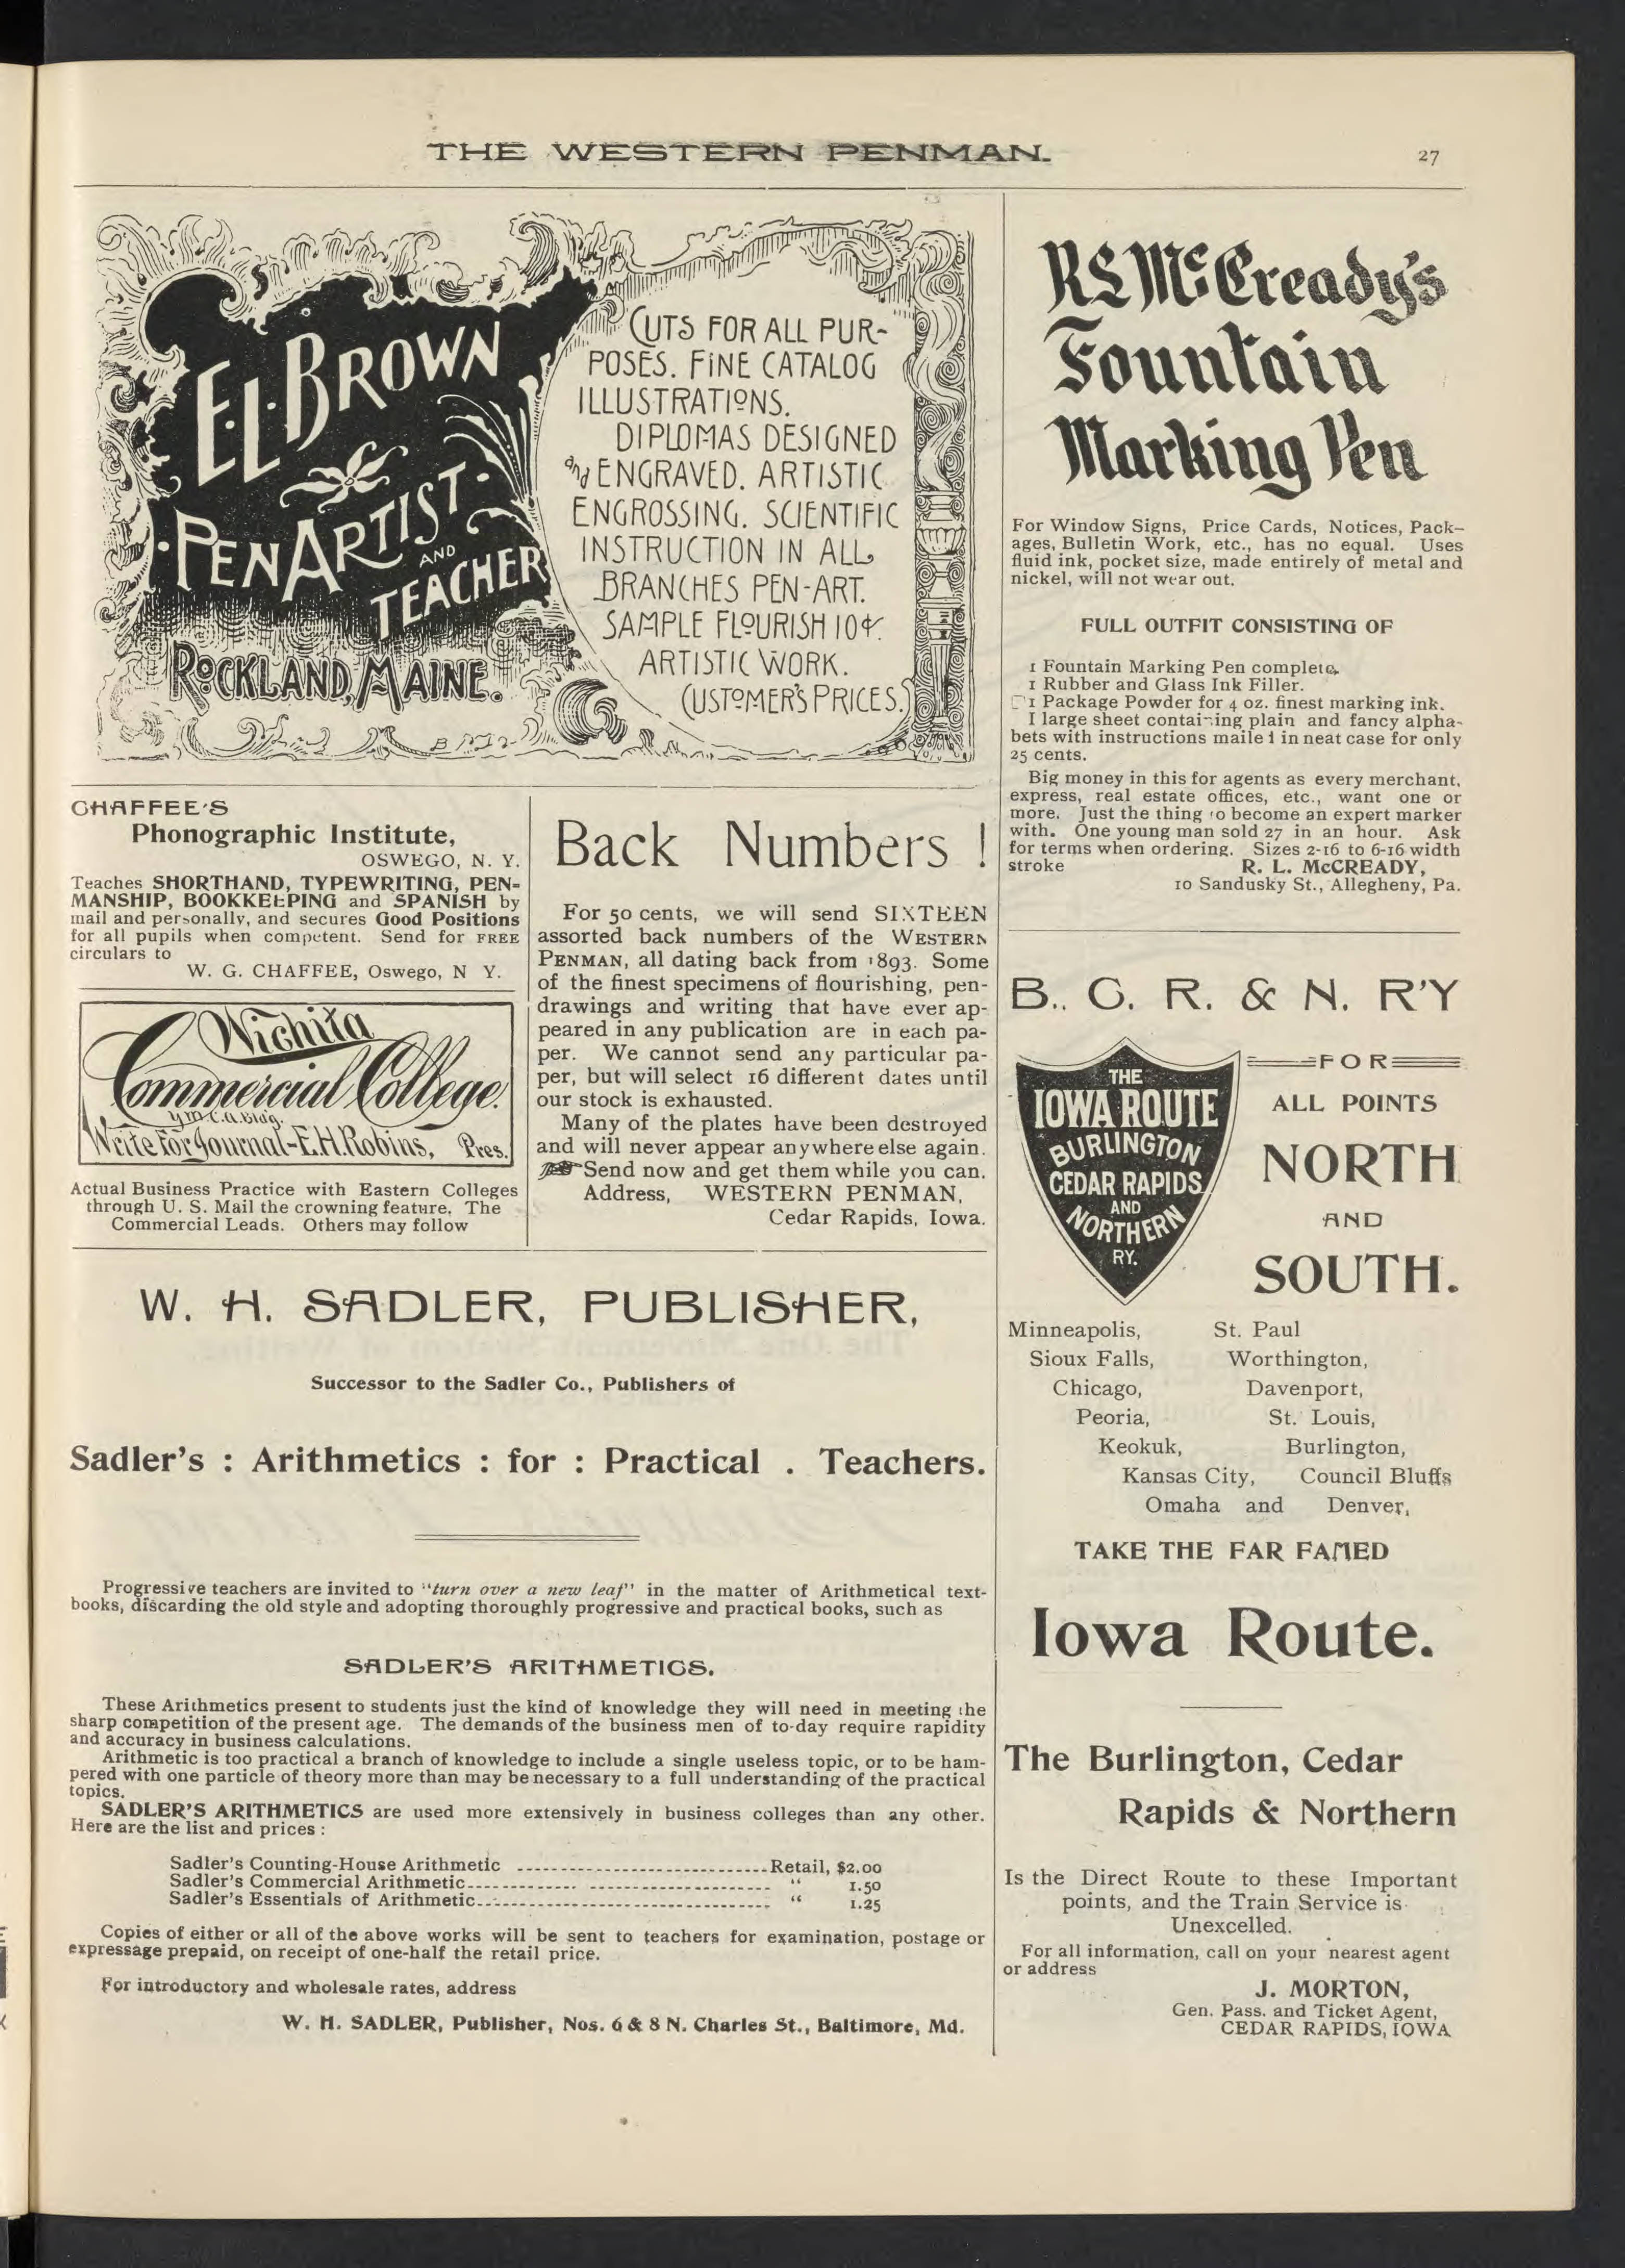 THE WESTERN PENMAN.
27
E.L. BROWN
PEN ARTIST
AND
TEACHER
ROCKLAND, MAINE.
CUTS FOR ALL PUR-
POSES. FINE CATALOG
ILLUSTRATIONS.
DIPLOMAS DESIGNED
and ENGRAVED. ARTISTIC
ENGROSSING. SCIENTIFIC
INSTRUCTION IN ALL
BRANCHES PEN-ART.
SAMPLE FLOURISH 10¢.
ARTISTIC WORK.
CUSTOMER'S PRICES.
CHAFFEE'S
Phonographic Institute,
OSWEGO, N. Y.
Teaches SHORTHAND, TYPEWRITING, PEN-
MANSHIP, BOOKKEEPING and SPANISH by
mail and personally, and secures Good Positions
for all pupils when competent. Send for FREE
circulars to
W. G. CHAFFEE, Oswego, N Y.
Wichita
Commercial College.
Y.M.C.A. Bldg.
Write for Journal-E.H.Robins, Pres.
Actual Business Practice with Eastern Colleges
through U. S. Mail the crowning feature. The
Commercial Leads. Others may follow
Back Numbers !
For 50 cents, we will send SIXTEEN
assorted back numbers of the WESTERN
PENMAN, all dating back from 1893. Some
of the finest specimens of flourishing, pen-
drawings and writing that have ever ap-
peared in any publication are in each pa-
per. We cannot send any particular pa-
per, but will select 16 different dates until
our stock is exhausted.
Many of the plates have been destroyed
and will never appear anywhere else again.
Send now and get them while you can.
Address, WESTERN PENMAN,
Cedar Rapids, Iowa.
W. H. SADLER, PUBLISHER,
Successor to the Sadler Co., Publishers of
Sadler's : Arithmetics : for : Practical . Teachers.
Progressive teachers are invited to "turn over a new leaf" in the matter of Arithmetical text-
books, discarding the old style and adopting thoroughly progressive and practical books, such as
SADLER'S ARITHMETICS.
These Arithmetics present to students just the kind of knowledge they will need in meeting the
sharp competition of the present age. The demands of the business men of to-day require rapidity
and accuracy in business calculations.
Arithmetic is too practical a branch of knowledge to include a single useless topic, or to be ham-
pered with one particle of theory more than may be necessary to a full understanding of the practical
topics.
SADLER'S ARITHMETICS are used more extensively in business colleges than any other.
Here are the list and prices :
Sadler's Counting-House Arithmetic ---------------------------- Retail, $2.00
Sadler's Commercial Arithmetic------------- --------------------- " 1.50
Sadler's Essentials of Arithmetic---------------------------------- " 1.25
Copies of either or all of the above works will be sent to teachers for examination, postage or
expressage prepaid, on receipt of one-half the retail price.
For introductory and wholesale rates, address
W. H. SADLER, Publisher, Nos. 6 & 8 N. Charles St., Baltimore, Md.
R S McCready's
Fountain
Marking Pen
For Window Signs, Price Cards, Notices, Pack-
ages, Bulletin Work, etc., has no equal. Uses
fluid ink, pocket size, made entirely of metal and
nickel, will not wear out.
FULL OUTFIT CONSISTING OF
1 Fountain Marking Pen complete.
1 Rubber and Glass Ink Filler.
1 Package Powder for 4 oz. finest marking ink.
I large sheet containing plain and fancy alpha-
bets with instructions mailed in neat case for only
25 cents.
Big money in this for agents as every merchant,
express, real estate offices, etc., want one or
more. Just the thing to become an expert marker
with. One young man sold 27 in an hour. Ask
for terms when ordering. Sizes 2-16 to 6-16 width
stroke R. L. McCREADY,
10 Sandusky St., Allegheny, Pa.
B., C. R. & N. R'Y
THE
IOWA ROUTE
BURLINGTON
CEDAR RAPIDS
AND
NORTHERN
RY.
FOR
ALL POINTS
NORTH
AND
SOUTH.
Minneapolis, St. Paul
Sioux Falls, Worthington,
Chicago, Davenport,
Peoria, St. Louis,
Keokuk, Burlington,
Kansas City, Council Bluffs
Omaha and Denver,
TAKE THE FAR FAMED
Iowa Route.
The Burlington, Cedar
Rapids & Northern
Is the Direct Route to these Important
points, and the Train Service is
Unexcelled.
For all information, call on your nearest agent
or address
J. MORTON,
Gen. Pass. and Ticket Agent,
CEDAR RAPIDS, IOWA